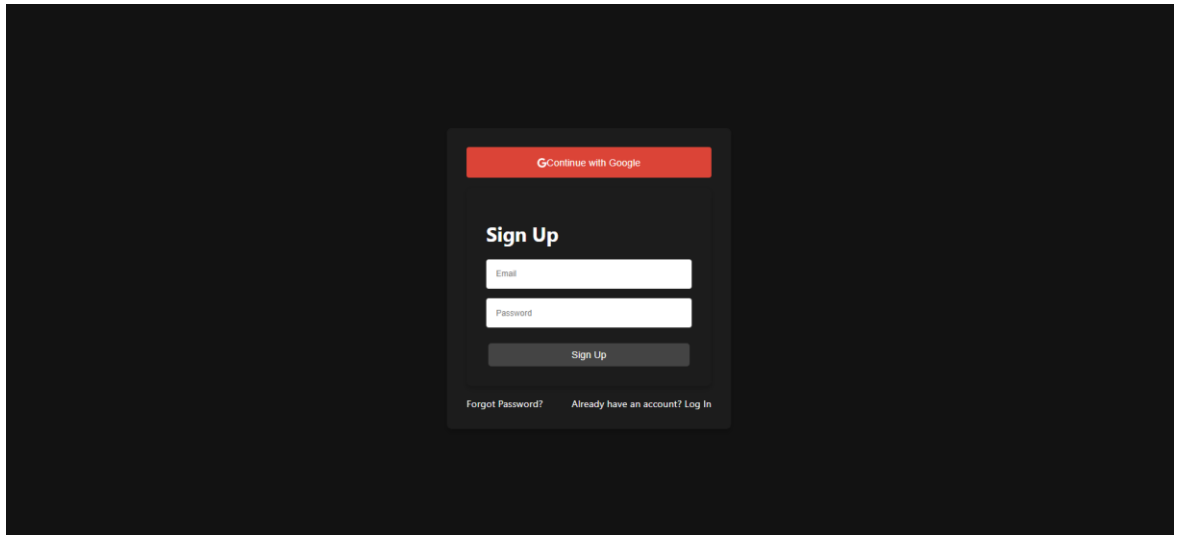 GContinue with Google
Sign Up
Email
Password
Sign Up
Forgot Password? Already have an account? Log In